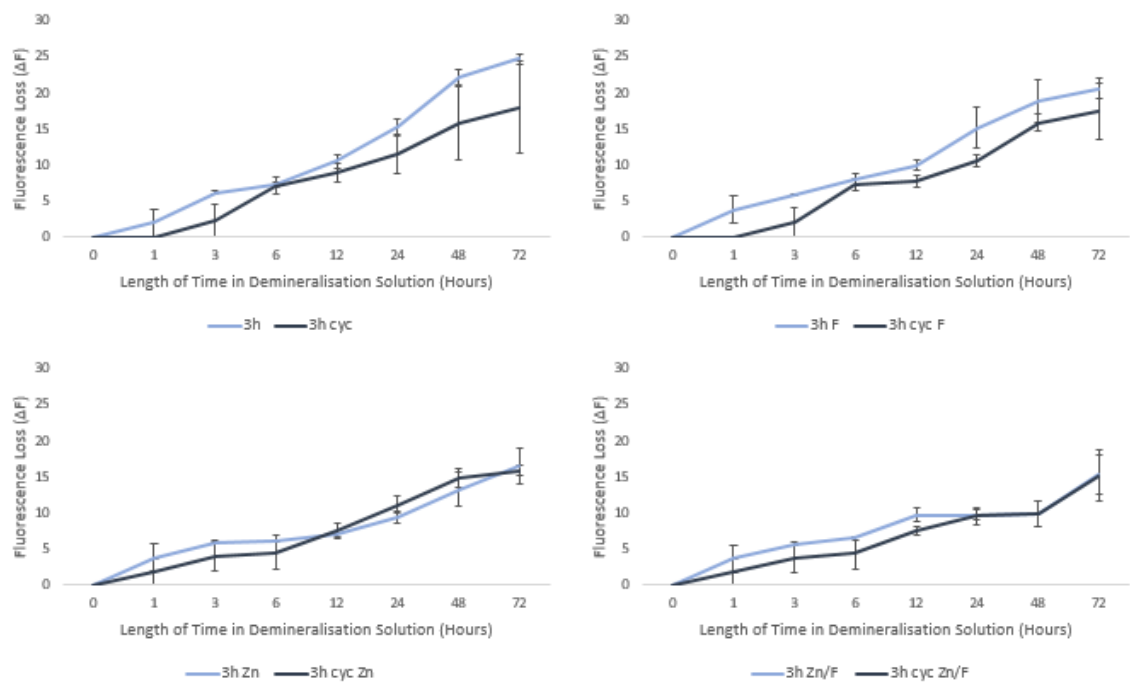 30
25
20
15
10
5
0
Fluorescence Loss (ΔF)
0 1 3 6 12 24 48 72
Length of Time in Demineralisation Solution (Hours)
3h 3h cyc
30
25
20
15
10
5
0
Fluorescence Loss (ΔF)
0 1 3 6 12 24 48 72
Length of Time in Demineralisation Solution (Hours)
3h F 3h cyc F
30
25
20
15
10
5
0
Fluorescence Loss (ΔF)
0 1 3 6 12 24 48 72
Length of Time in Demineralisation Solution (Hours)
3h Zn 3h cyc Zn
30
25
20
15
10
5
0
Fluorescence Loss (ΔF)
0 1 3 6 12 24 48 72
Length of Time in Demineralisation Solution (Hours)
3h Zn/F 3h cyc Zn/F